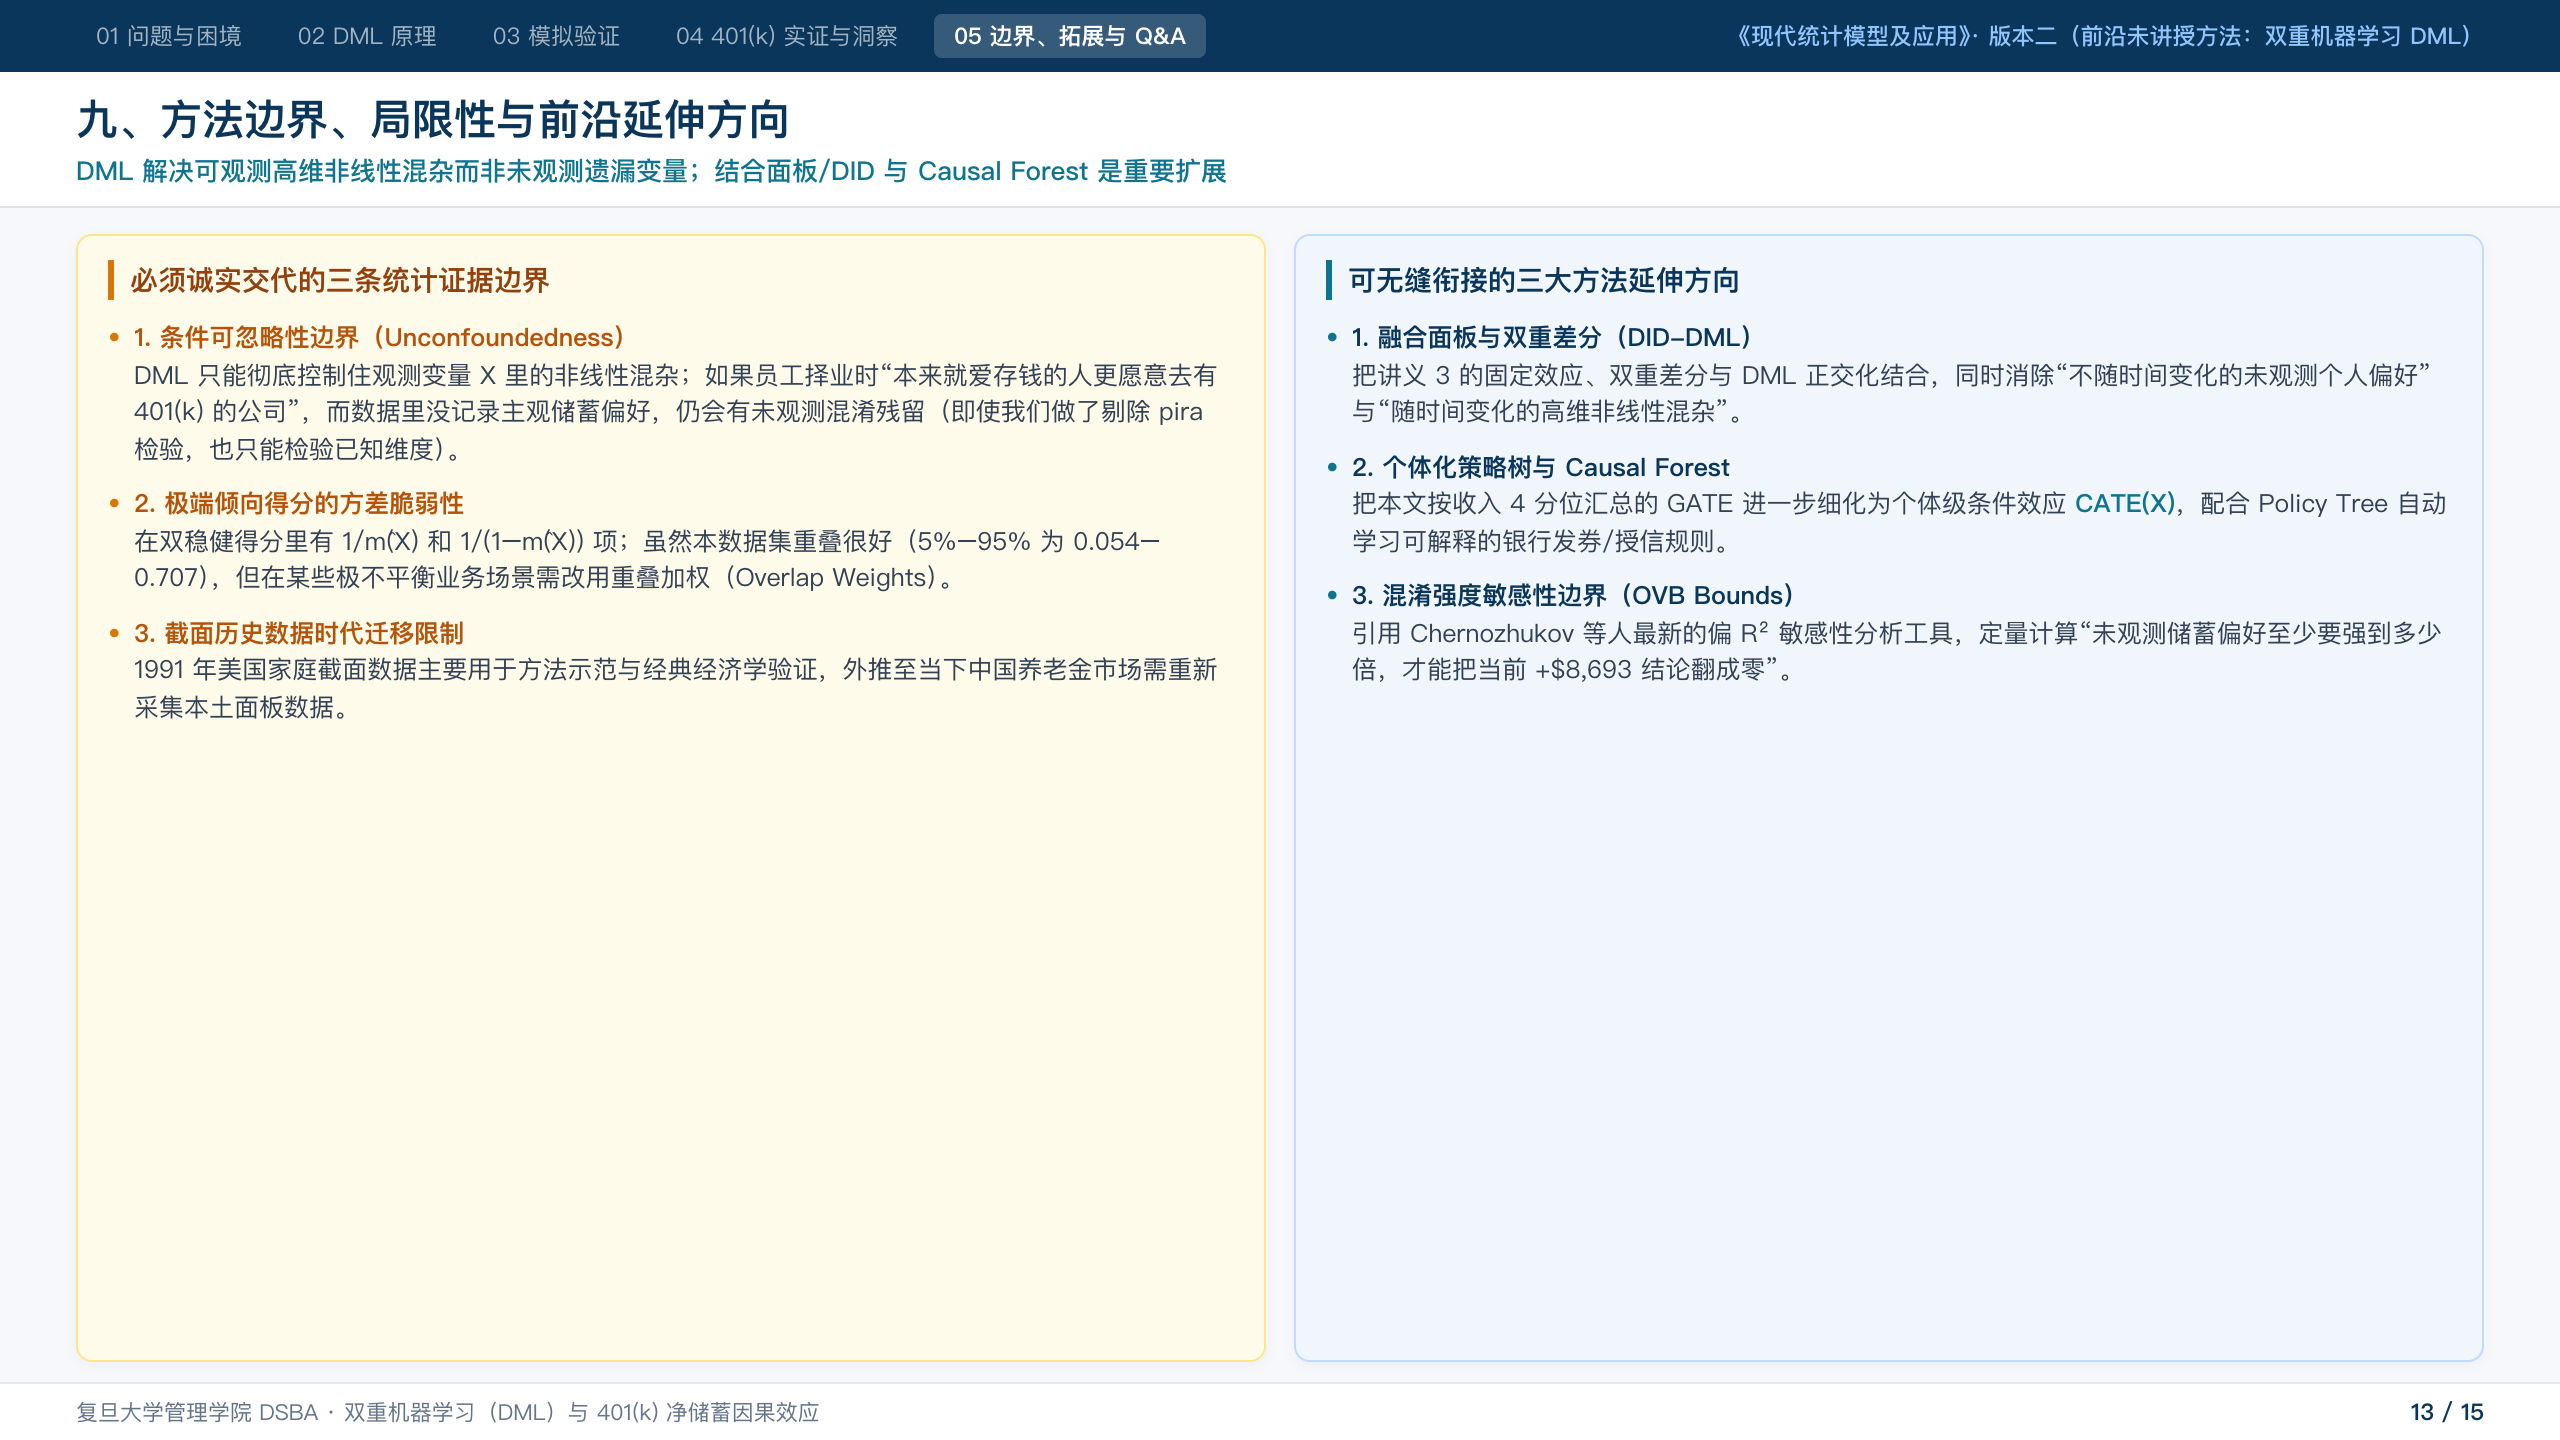 01 问题与困境
02 DML 原理
03 模拟验证
04 401(k) 实证与洞察
05 边界、拓展与 Q&A
《现代统计模型及应用》· 版本二（前沿未讲授方法：双重机器学习 DML）
九、方法边界、局限性与前沿延伸方向
DML 解决可观测高维非线性混杂而非未观测遗漏变量；结合面板/DID 与 Causal Forest 是重要扩展
必须诚实交代的三条统计证据边界
• 1. 条件可忽略性边界（Unconfoundedness）
DML 只能彻底控制住观测变量 X 里的非线性混杂；如果员工择业时“本来就爱存钱的人更愿意去有
401(k) 的公司”，而数据里没记录主观储蓄偏好，仍会有未观测混淆残留（即使我们做了剔除 pira
检验，也只能检验已知维度）。
• 2. 极端倾向得分的方差脆弱性
在双稳健得分里有 1/m(X) 和 1/(1−m(X)) 项；虽然本数据集重叠很好（5%–95% 为 0.054–
0.707），但在某些极不平衡业务场景需改用重叠加权（Overlap Weights）。
• 3. 截面历史数据时代迁移限制
1991 年美国家庭截面数据主要用于方法示范与经典经济学验证，外推至当下中国养老金市场需重新
采集本土面板数据。
可无缝衔接的三大方法延伸方向
• 1. 融合面板与双重差分（DID-DML）
把讲义 3 的固定效应、双重差分与 DML 正交化结合，同时消除“不随时间变化的未观测个人偏好”
与“随时间变化的高维非线性混杂”。
• 2. 个体化策略树与 Causal Forest
把本文按收入 4 分位汇总的 GATE 进一步细化为个体级条件效应 CATE(X)，配合 Policy Tree 自动
学习可解释的银行发券/授信规则。
• 3. 混淆强度敏感性边界（OVB Bounds）
引用 Chernozhukov 等人最新的偏 R² 敏感性分析工具，定量计算“未观测储蓄偏好至少要强到多少
倍，才能把当前 +$8,693 结论翻成零”。
复旦大学管理学院 DSBA · 双重机器学习（DML）与 401(k) 净储蓄因果效应
13 / 15